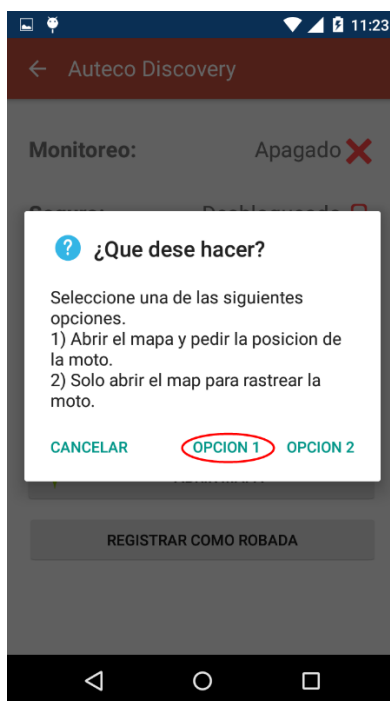 11:23
Auteco Discovery
Monitoreo: Apagado
¿Que dese hacer?
Seleccione una de las siguientes
opciones.
1) Abrir el mapa y pedir la posicion de
la moto.
2) Solo abrir el map para rastrear la
moto.
CANCELAR OPCION 1 OPCION 2
REGISTRAR COMO ROBADA